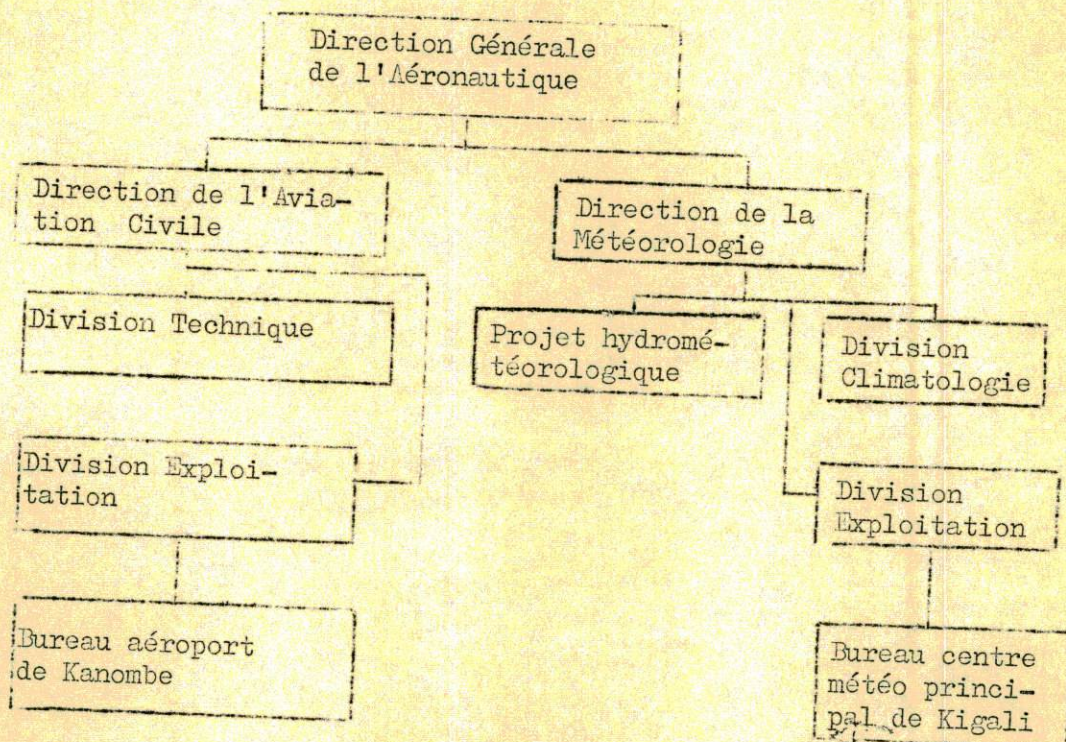 Direction Générale
de l'Aéronautique
Direction de l'Avia-
tion Civile
Direction de la
Météorologie
Division Technique
Projet hydromé-
téorologique
Division
Climatologie
Division Exploi-
tation
Division
Exploitation
Bureau aéroport
de Kanombe
Bureau centre
météo princi-
pal de Kigali